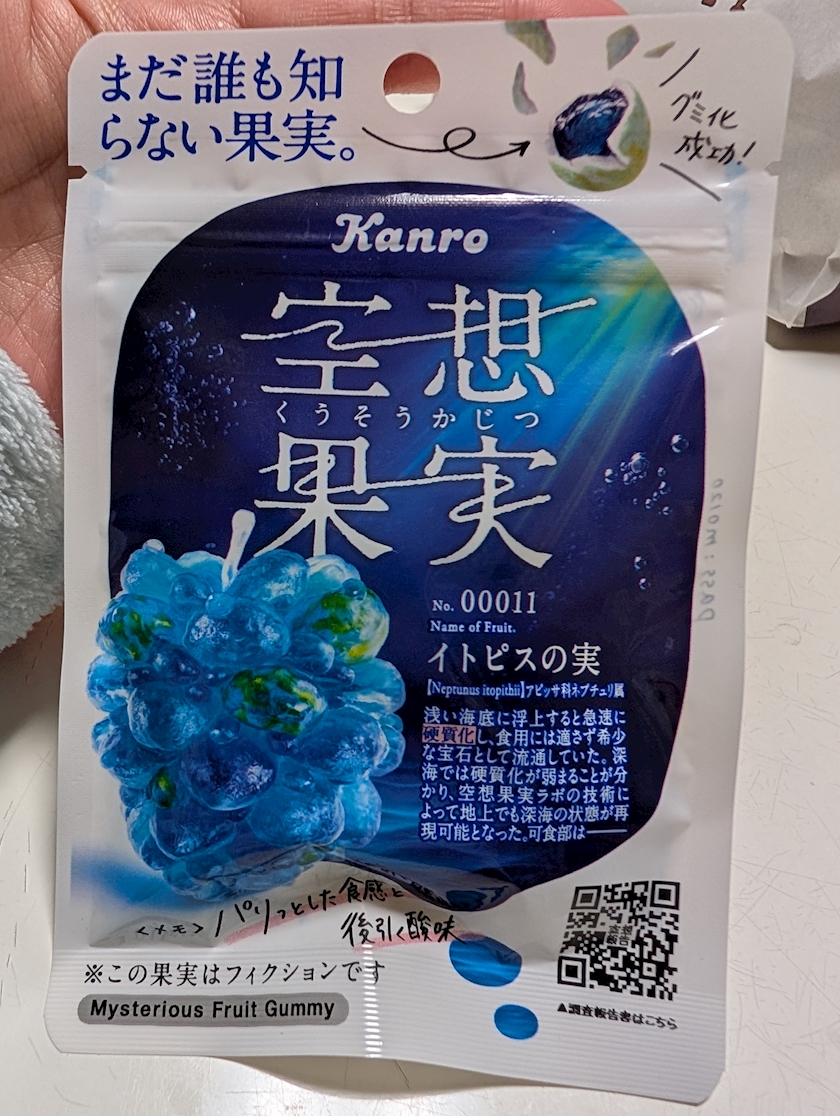 まだ誰も知
らない果実。
グミ化
成功!
Kanro
空想
くうそうかじつ
果実
No. 00011
Name of Fruit.
イトピスの実
【Neptunus itopithii】アビッサ科ネプチュリ属
浅い海底に浮上すると急速に
硬質化し、食用には適さず希少
な宝石として流通していた。深
海では硬質化が弱まることが分
かり、空想果実ラボの技術に
よって地上でも深海の状態が再
現可能となった。可食部は——
<メモ> パリッとした食感と
後引く酸味
空想
報告
▲調査報告書はこちら
※この果実はフィクションです
Mysterious Fruit Gummy